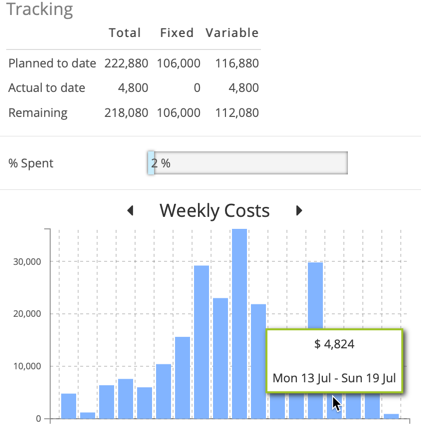 Tracking
Total Fixed Variable
Planned to date 222,880 106,000 116,880
Actual to date 4,800 0 4,800
Remaining 218,080 106,000 112,080
% Spent 2 %
Weekly Costs
30,000
20,000
$ 4,824
10,000
Mon 13 Jul - Sun 19 Jul
0